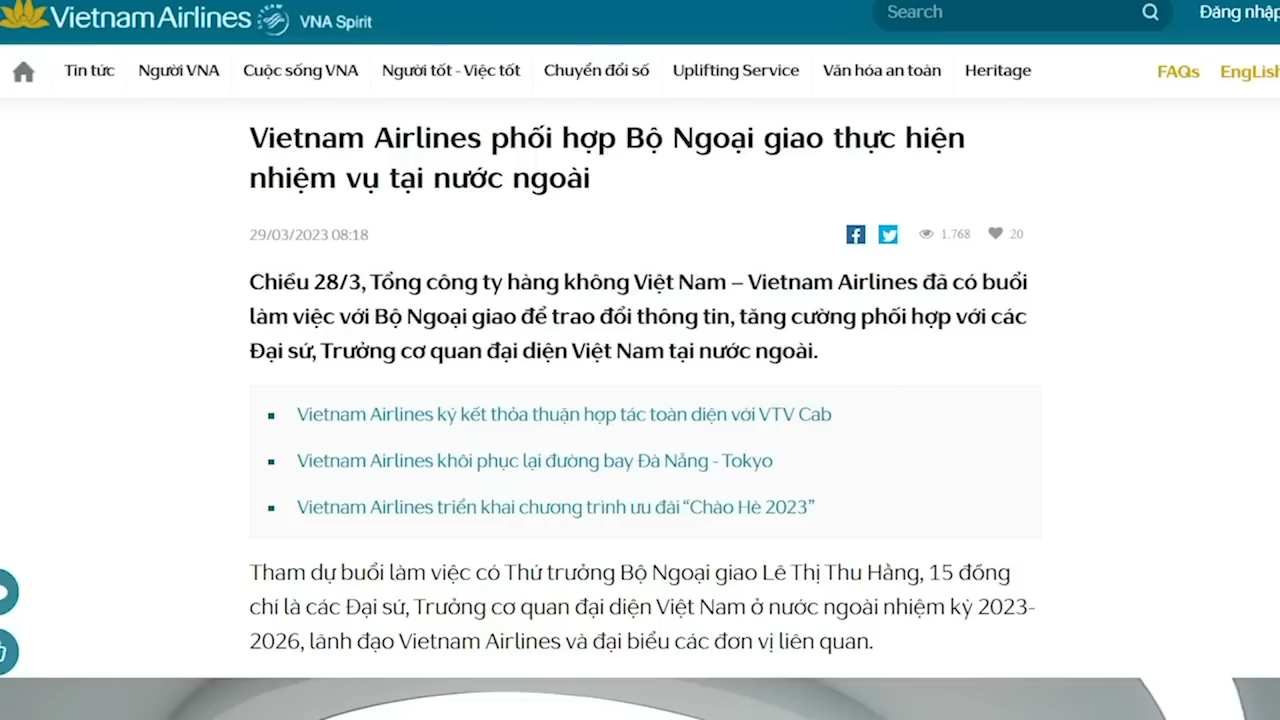 Vietnam Airlines VNA Spirit Search Đăng nhập
Tin tức Người VNA Cuộc sống VNA Người tốt - Việc tốt Chuyển đổi số Uplifting Service Văn hóa an toàn Heritage FAQs EngLish
Vietnam Airlines phối hợp Bộ Ngoại giao thực hiện
nhiệm vụ tại nước ngoài
29/03/2023 08:18 1.768 20
Chiều 28/3, Tổng công ty hàng không Việt Nam – Vietnam Airlines đã có buổi
làm việc với Bộ Ngoại giao để trao đổi thông tin, tăng cường phối hợp với các
Đại sứ, Trưởng cơ quan đại diện Việt Nam tại nước ngoài.
Vietnam Airlines ký kết thỏa thuận hợp tác toàn diện với VTV Cab
Vietnam Airlines khôi phục lại đường bay Đà Nẵng - Tokyo
Vietnam Airlines triển khai chương trình ưu đãi “Chào Hè 2023”
Tham dự buổi làm việc có Thứ trưởng Bộ Ngoại giao Lê Thị Thu Hằng, 15 đồng
chí là các Đại sứ, Trưởng cơ quan đại diện Việt Nam ở nước ngoài nhiệm kỳ 2023-
2026, lãnh đạo Vietnam Airlines và đại biểu các đơn vị liên quan.